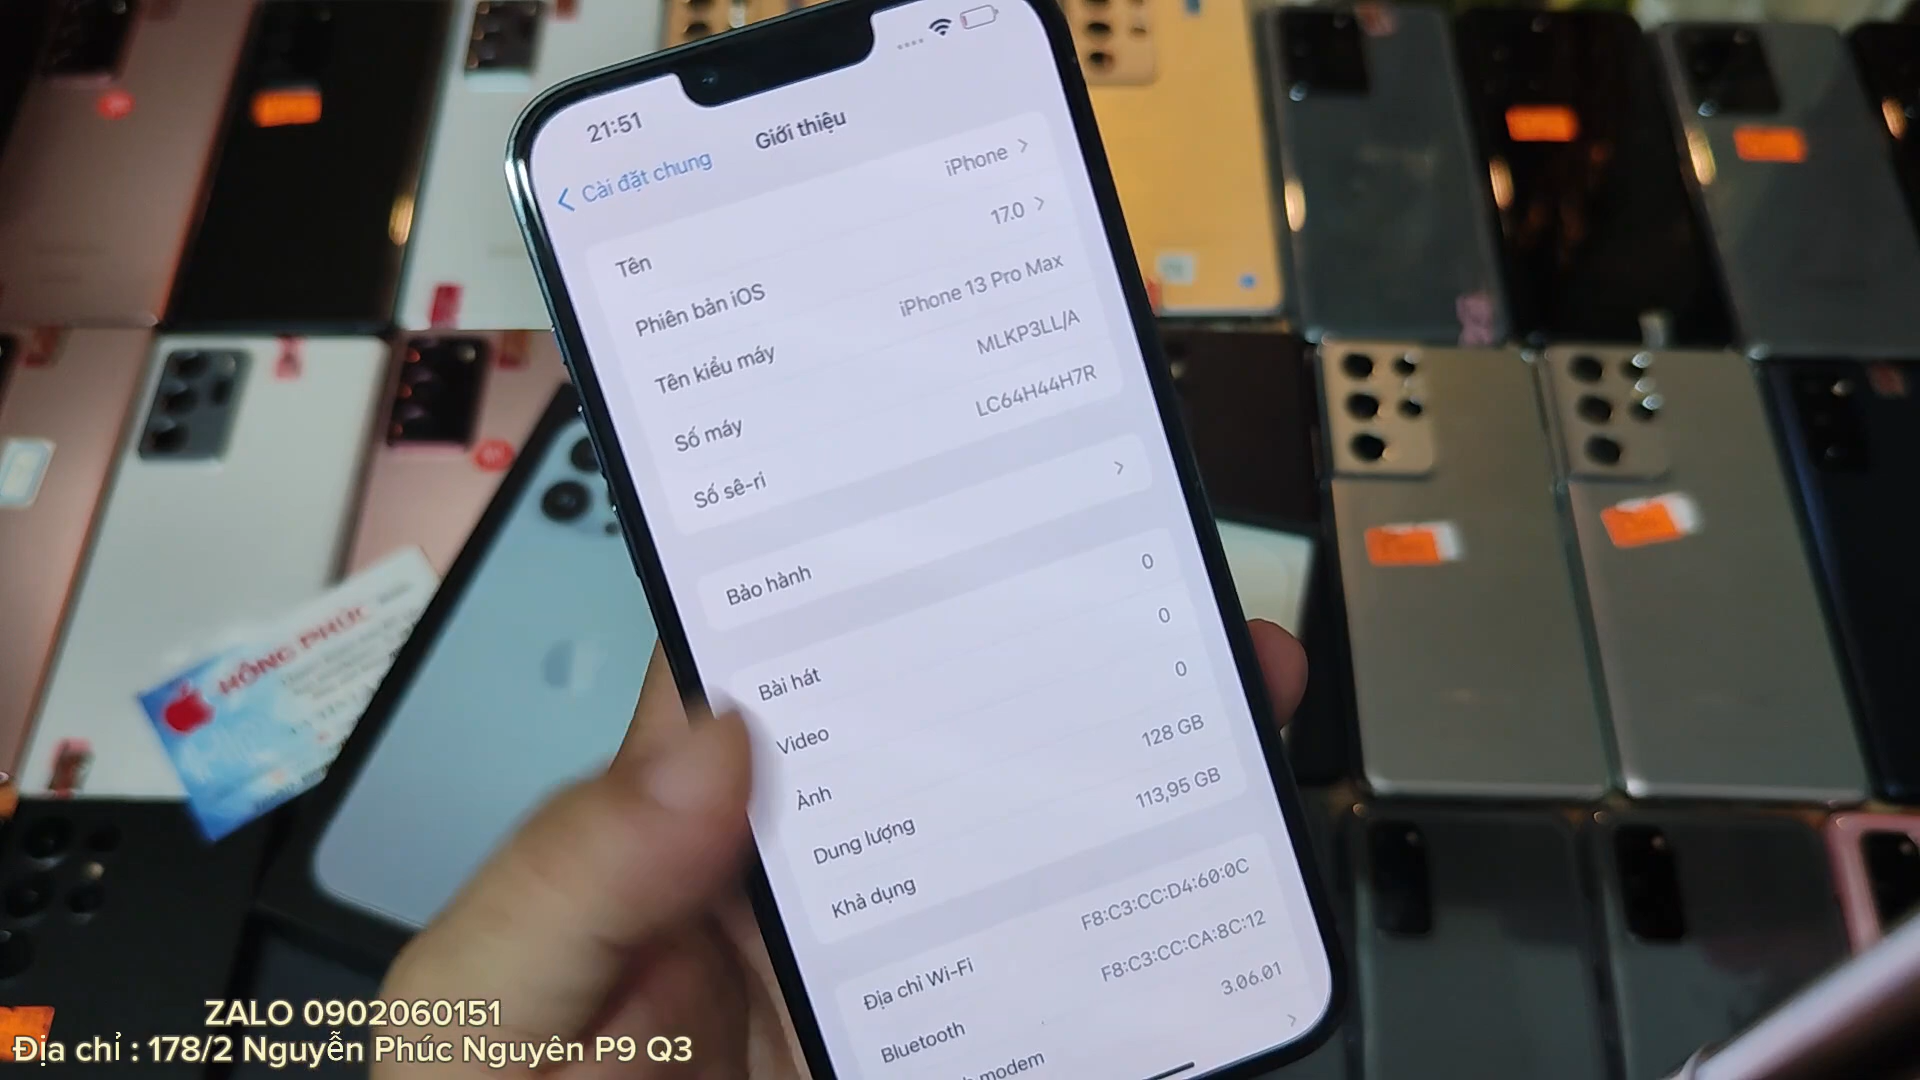 21:51
Cài đặt chung
Giới thiệu
Tên
iPhone
Phiên bản iOS
17.0
Tên kiểu máy
iPhone 13 Pro Max
Số máy
MLKP3LL/A
Số sê-ri
LC64H44H7R
Bảo hành
Bài hát
0
Video
0
Ảnh
0
Dung lượng
128 GB
Khả dụng
113,95 GB
Địa chỉ Wi-Fi
F8:C3:CC:D4:60:0C
Bluetooth
F8:C3:CC:CA:8C:12
modem
3.06.01
HỒNG PHÚC
ZALO 0902060151
Địa chỉ : 178/2 Nguyễn Phúc Nguyên P9 Q3